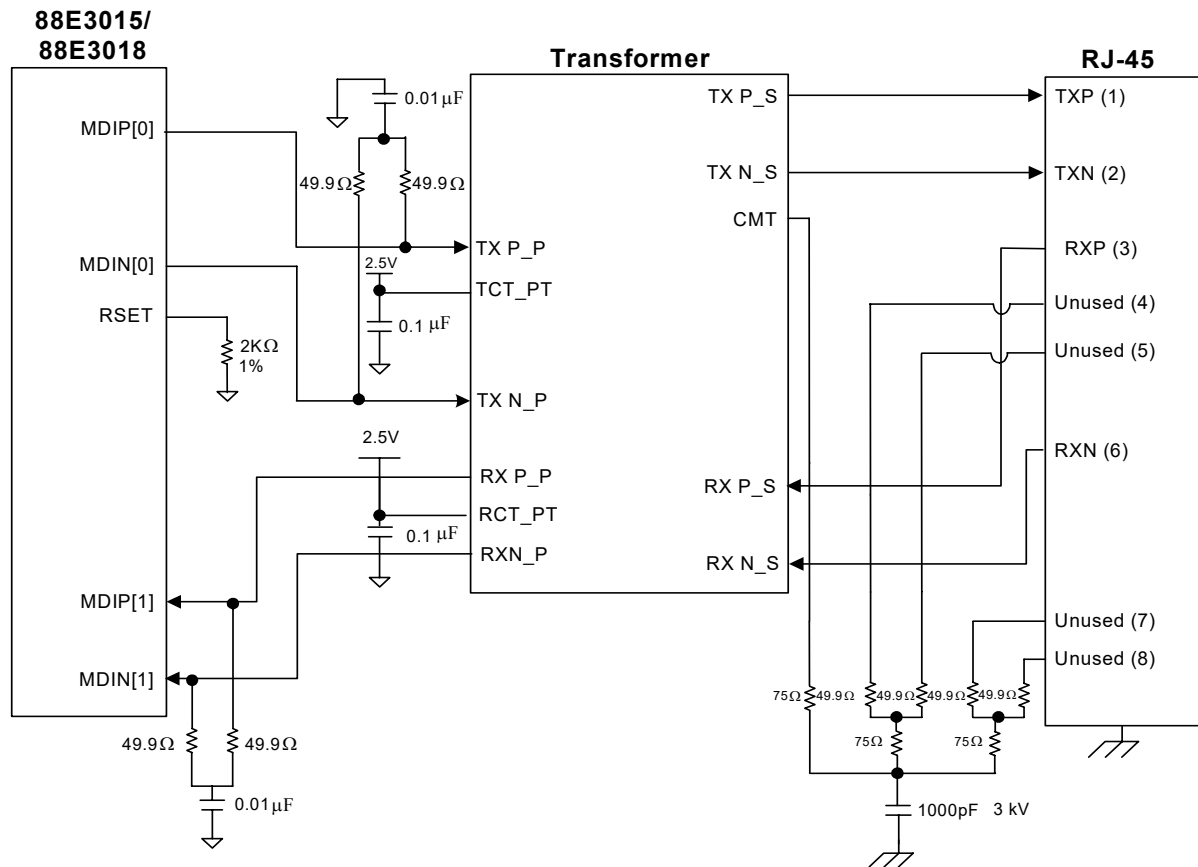 88E3015/
88E3018
Transformer
RJ-45
MDIP[0]
MDIN[0]
RSET
MDIP[1]
MDIN[1]
0.01μF
49.9Ω
49.9Ω
2.5V
0.1 μF
2KΩ
1%
2.5V
0.1 μF
49.9Ω
49.9Ω
0.01μF
TX P_P
TCT_PT
TX N_P
RX P_P
RCT_PT
RXN_P
TX P_S
TX N_S
CMT
RX P_S
RX N_S
TXP (1)
TXN (2)
RXP (3)
Unused (4)
Unused (5)
RXN (6)
Unused (7)
Unused (8)
75Ω
49.9Ω
49.9Ω
49.9Ω
49.9Ω
75Ω
75Ω
1000pF 3 kV